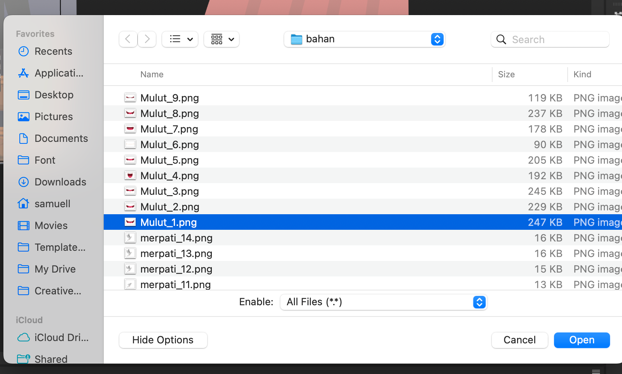 Favorites
Recents
Applicati...
Desktop
Pictures
Documents
Font
Downloads
samuell
Movies
Template...
My Drive
Creative...
iCloud
iCloud Dri...
Shared
bahan
Search
Name Size Kind
Mulut_9.png 119 KB PNG image
Mulut_8.png 237 KB PNG image
Mulut_7.png 178 KB PNG image
Mulut_6.png 90 KB PNG image
Mulut_5.png 205 KB PNG image
Mulut_4.png 192 KB PNG image
Mulut_3.png 245 KB PNG image
Mulut_2.png 229 KB PNG image
Mulut_1.png 247 KB PNG image
merpati_14.png 16 KB PNG image
merpati_13.png 16 KB PNG image
merpati_12.png 15 KB PNG image
merpati_11.png 13 KB PNG image
Enable: All Files (*.*)
Hide Options Cancel Open